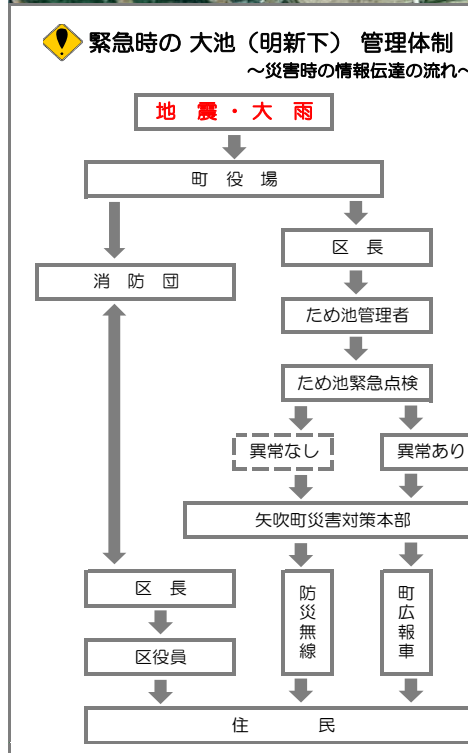 緊急時の 大池（明新下） 管理体制
～災害時の情報伝達の流れ～
地 震 ・ 大 雨
町 役 場
区 長
消 防 団
ため池管理者
ため池緊急点検
異常なし
異常あり
矢吹町災害対策本部
区 長
防災無線
町広報車
区役員
住 民